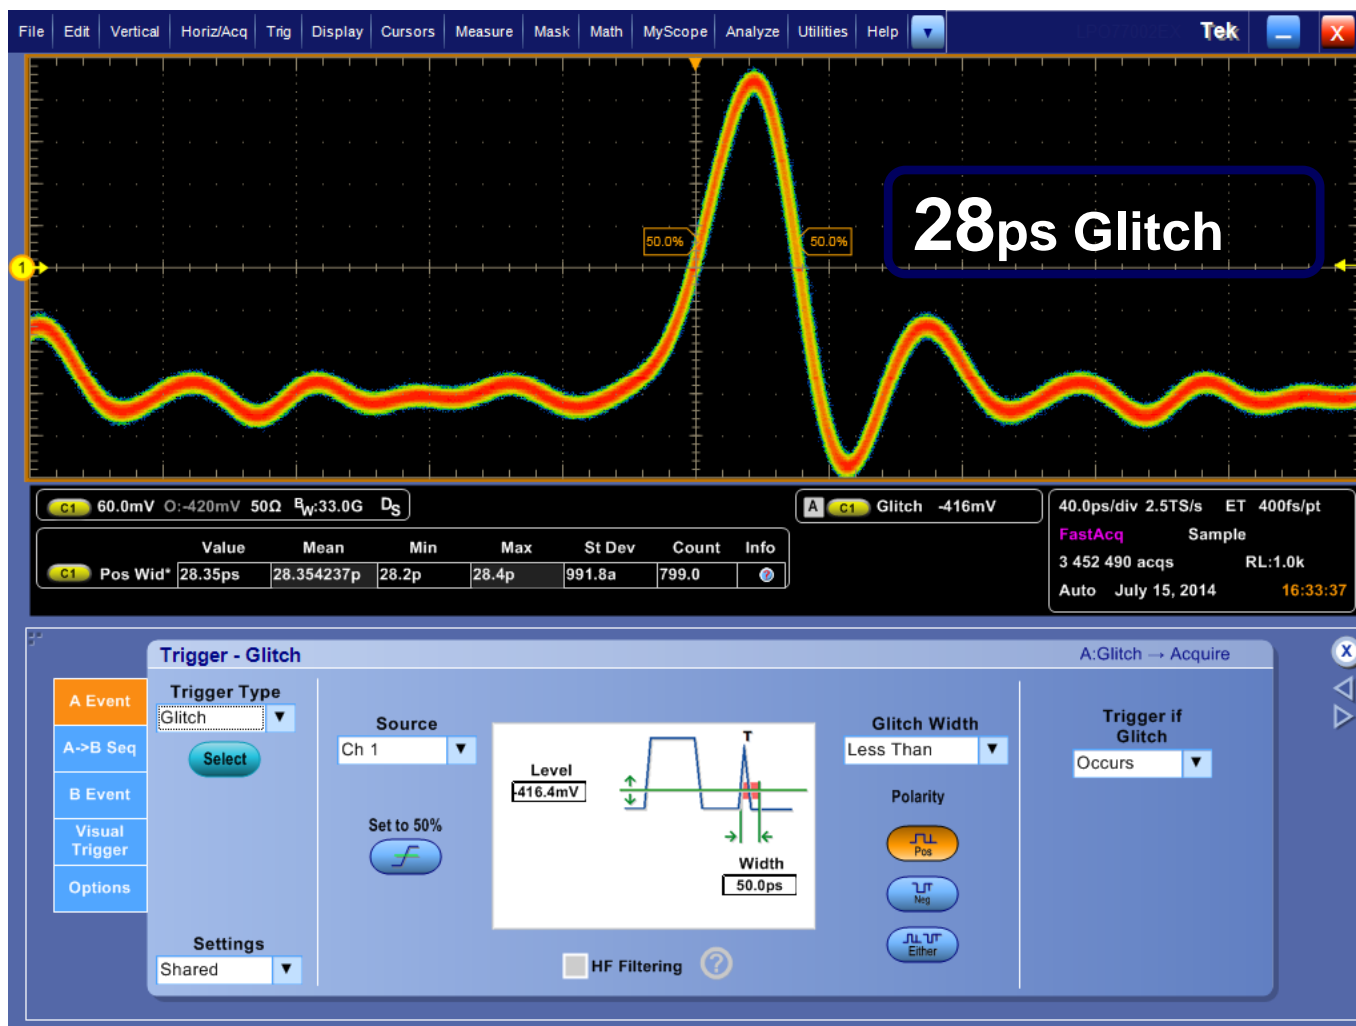 File Edit Vertical Horiz/Acq Trig Display Cursors Measure Mask Math MyScope Analyze Utilities Help Tek X
50.0% 50.0%
28ps Glitch
1
C1 60.0mV O:-420mV 50Ω BW:33.0G DS
A C1 Glitch -416mV
40.0ps/div 2.5TS/s ET 400fs/pt
FastAcq Sample
3 452 490 acqs RL:1.0k
Auto July 15, 2014 16:33:37
Value Mean Min Max St Dev Count Info
C1 Pos Wid* 28.35ps 28.354237p 28.2p 28.4p 991.8a 799.0
Trigger - Glitch
A:Glitch → Acquire
X
A Event
A->B Seq
B Event
Visual
Trigger
Options
Trigger Type
Glitch
Select
Settings
Shared
Source
Ch 1
Set to 50%
Level
-416.4mV
T
Width
50.0ps
HF Filtering ?
Glitch Width
Less Than
Polarity
Pos
Neg
Either
Trigger if
Glitch
Occurs